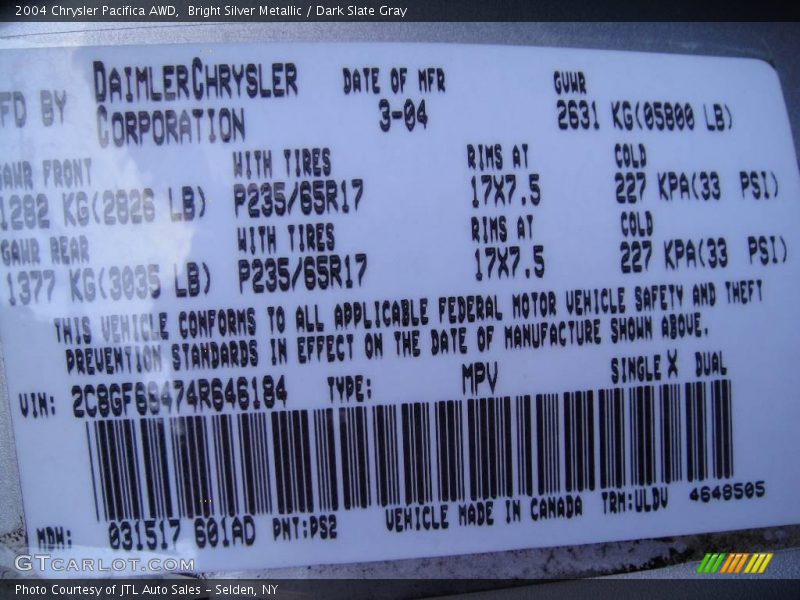 2004 Chrysler Pacifica AWD,  Bright Silver Metallic / Dark Slate Gray
MFD BY DAIMLERCHRYSLER CORPORATION
DATE OF MFR 3-04
GVWR 2631 KG(05800 LB)
GAWR FRONT WITH TIRES RIMS AT COLD
1282 KG(2826 LB) P235/65R17 17X7.5 227 KPA(33 PSI)
GAWR REAR WITH TIRES RIMS AT COLD
1377 KG(3035 LB) P235/65R17 17X7.5 227 KPA(33 PSI)
THIS VEHICLE CONFORMS TO ALL APPLICABLE FEDERAL MOTOR VEHICLE SAFETY AND THEFT
PREVENTION STANDARDS IN EFFECT ON THE DATE OF MANUFACTURE SHOWN ABOVE.
VIN: 2C8GF69474R646184 TYPE: MPV SINGLE X DUAL
MDH: 031517 601AD PNT:PS2 VEHICLE MADE IN CANADA TRM:ULDV 4648505
GTCARLOT.COM
Photo Courtesy of JTL Auto Sales – Selden, NY